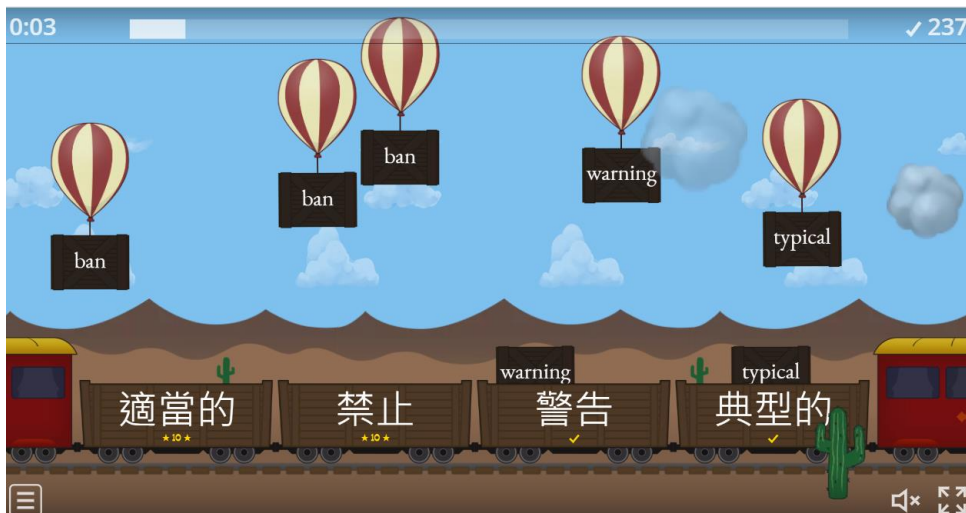 0:03
✓ 237
ban
ban
ban
warning
typical
warning
typical
適當的
禁止
警告
典型的
★ 10 ★
★ 10 ★
✓
✓